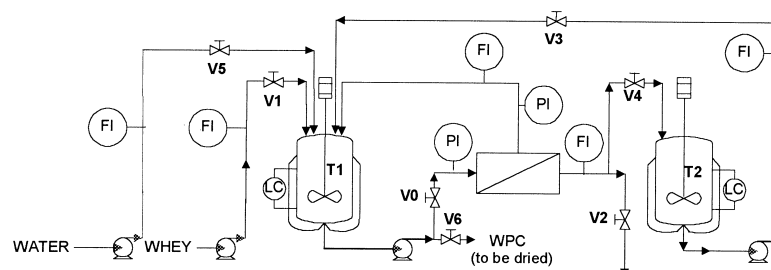 V3
FI
FI
V5
V1
V4
PI
FI
FI
PI
FI
T1
T2
LC
V0
LC
V2
V6
WATER
WHEY
WPC
(to be dried)